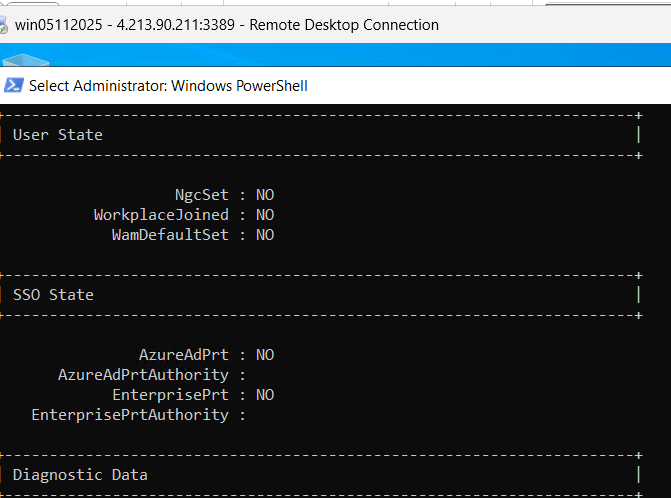 win05112025 - 4.213.90.211:3389 - Remote Desktop Connection
Select Administrator: Windows PowerShell
+----------------------------------------------------------------------+
| User State                                                           |
+----------------------------------------------------------------------+
NgcSet : NO
WorkplaceJoined : NO
WamDefaultSet : NO
+----------------------------------------------------------------------+
| SSO State                                                            |
+----------------------------------------------------------------------+
AzureAdPrt : NO
AzureAdPrtAuthority :
EnterprisePrt : NO
EnterprisePrtAuthority :
+----------------------------------------------------------------------+
| Diagnostic Data                                                      |
+----------------------------------------------------------------------+